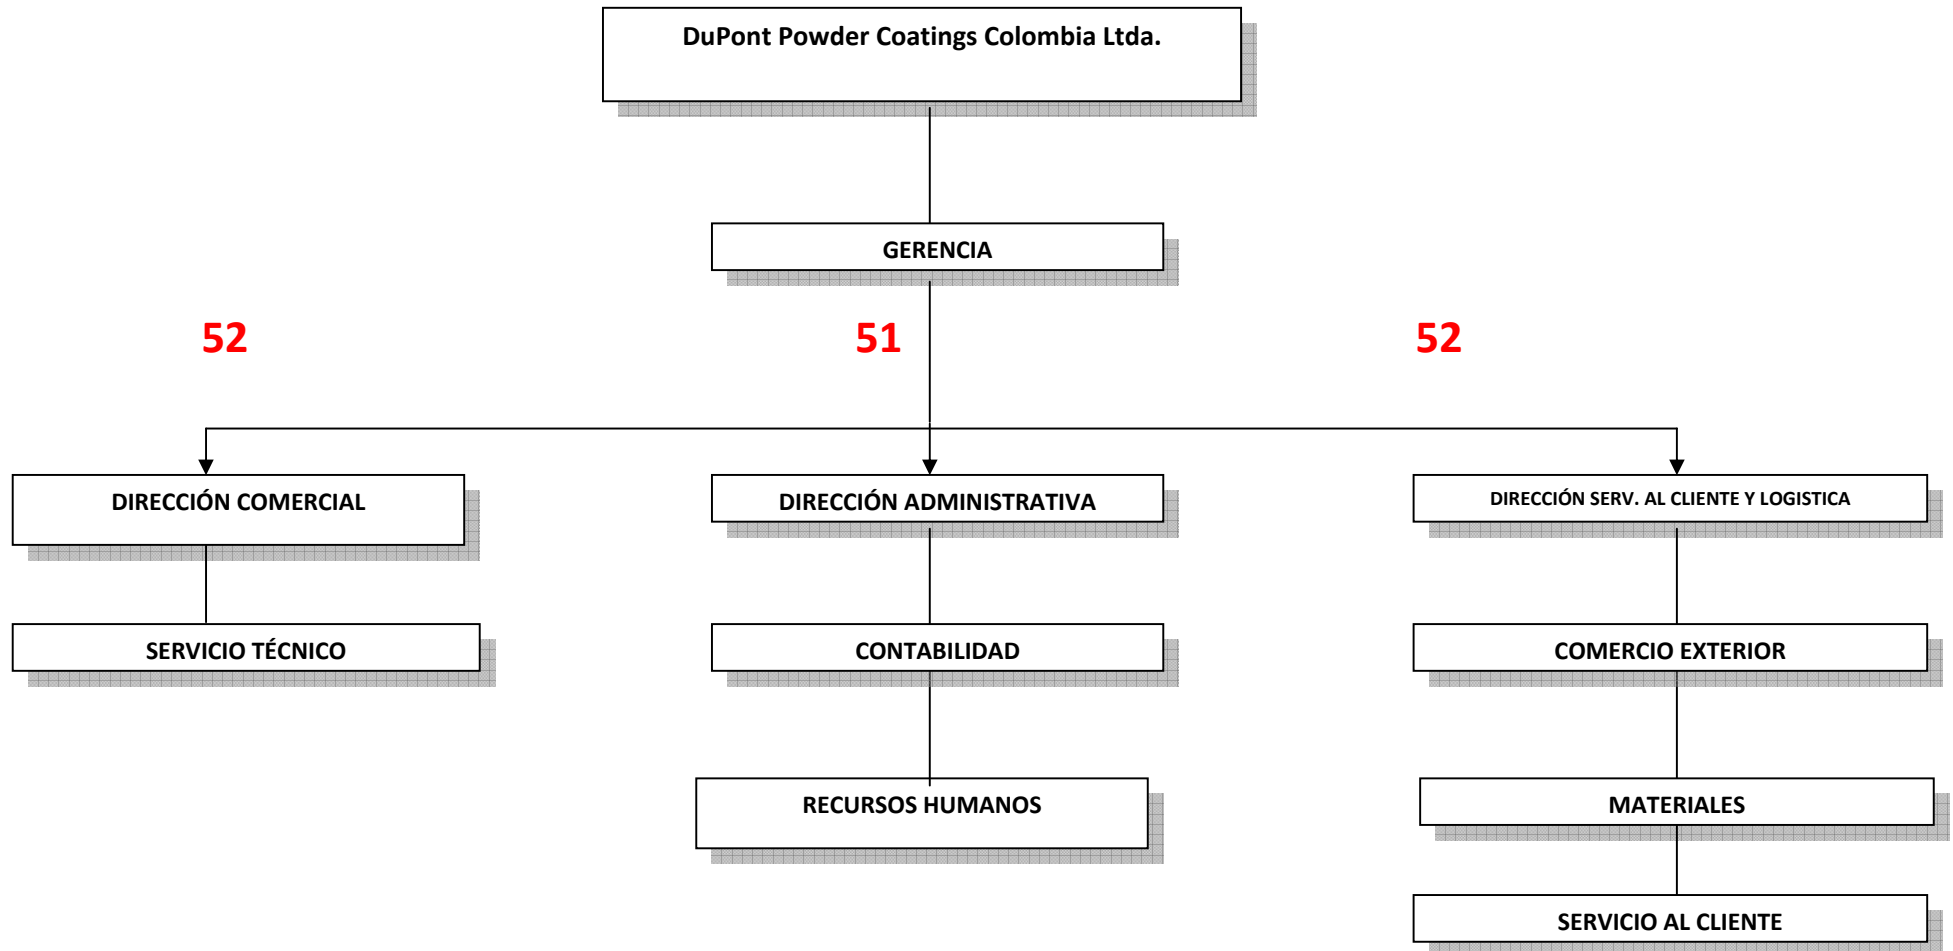 DuPont Powder Coatings Colombia Ltda.
GERENCIA
52
51
52
DIRECCIÓN COMERCIAL
DIRECCIÓN ADMINISTRATIVA
DIRECCIÓN SERV. AL CLIENTE Y LOGISTICA
SERVICIO TÉCNICO
CONTABILIDAD
COMERCIO EXTERIOR
RECURSOS HUMANOS
MATERIALES
SERVICIO AL CLIENTE